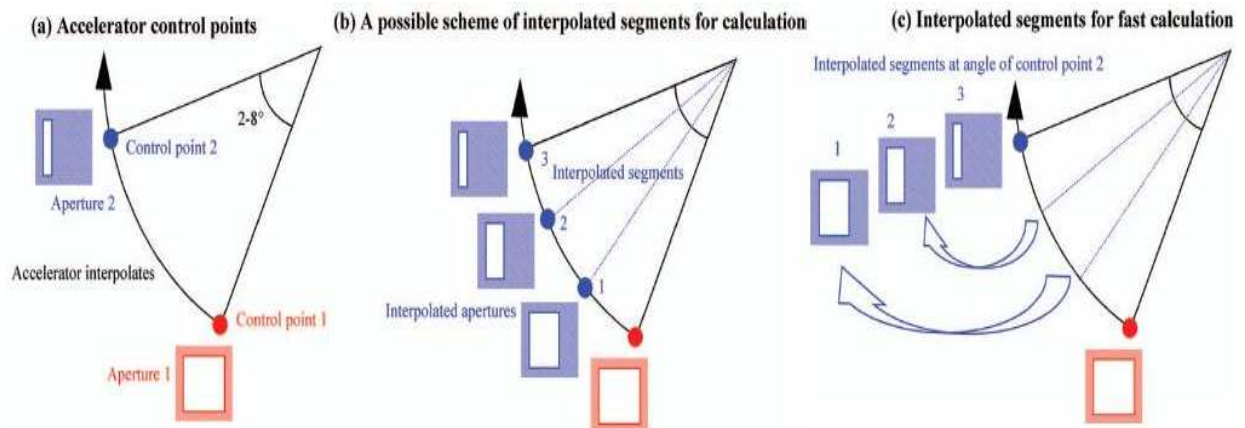 (a) Accelerator control points
2-8°
Control point 2
Aperture 2
Accelerator interpolates
Control point 1
Aperture 1
(b) A possible scheme of interpolated segments for calculation
3
Interpolated segments
2
1
Interpolated apertures
(c) Interpolated segments for fast calculation
Interpolated segments at angle of control point 2
3
2
1